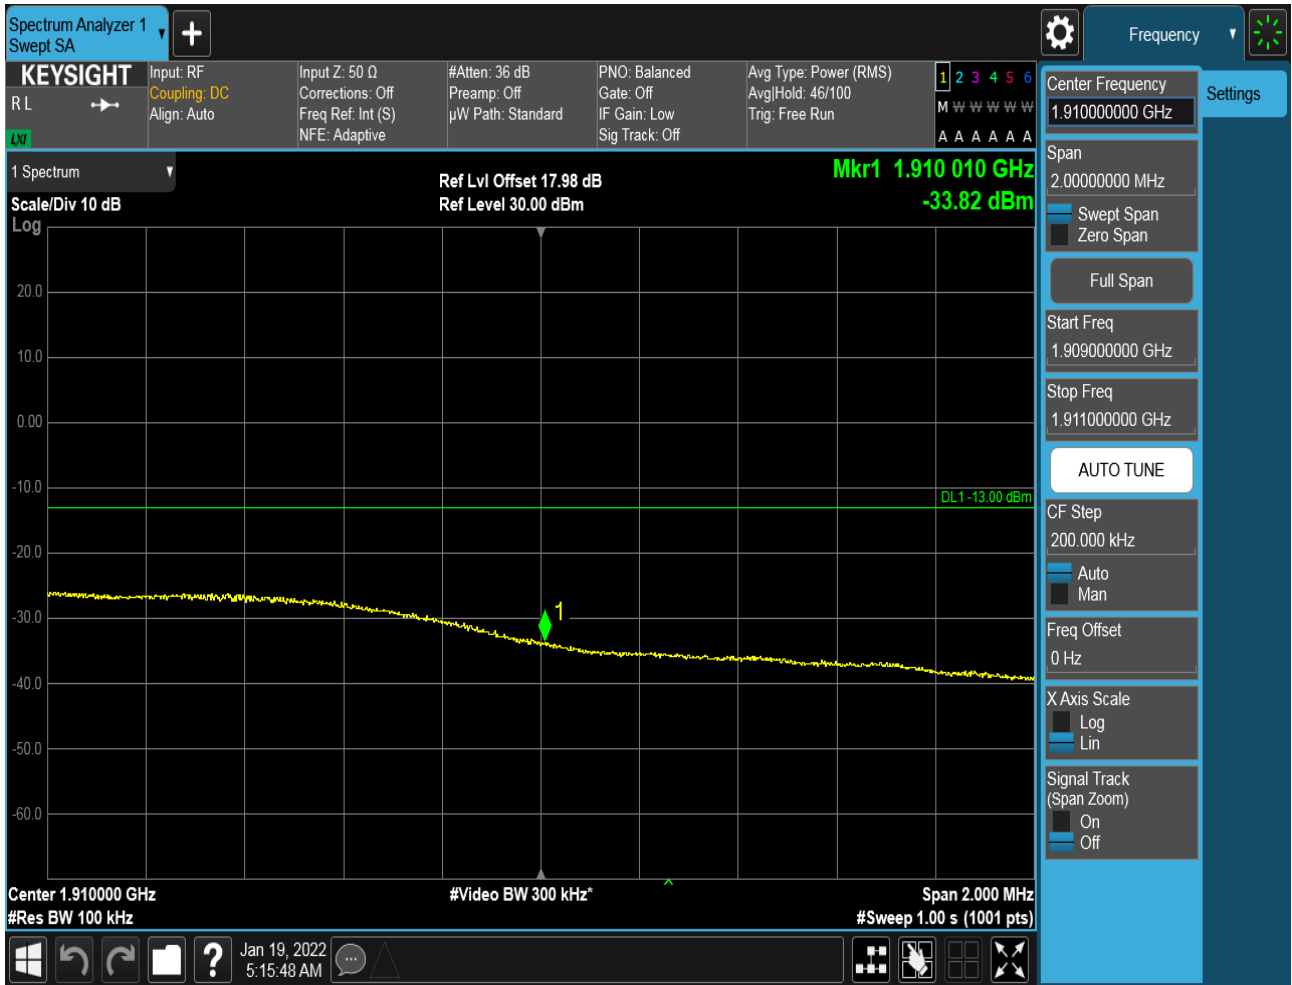 Spectrum Analyzer 1
Swept SA
Frequency
KEYSIGHT
R L
LXI
Input: RF
Coupling: DC
Align: Auto
Input Z: 50 Ω
Corrections: Off
Freq Ref: Int (S)
NFE: Adaptive
#Atten: 36 dB
Preamp: Off
µW Path: Standard
PNO: Balanced
Gate: Off
IF Gain: Low
Sig Track: Off
Avg Type: Power (RMS)
Avg|Hold: 46/100
Trig: Free Run
1 2 3 4 5 6
M W W W W W
A A A A A A
1 Spectrum
Scale/Div 10 dB
Log
Ref Lvl Offset 17.98 dB
Ref Level 30.00 dBm
Mkr1 1.910 010 GHz
-33.82 dBm
20.0
10.0
0.00
-10.0
DL1 -13.00 dBm
-20.0
-30.0
1
-40.0
-50.0
-60.0
Center 1.910000 GHz
#Res BW 100 kHz
#Video BW 300 kHz*
Span 2.000 MHz
#Sweep 1.00 s (1001 pts)
Jan 19, 2022
5:15:48 AM
Center Frequency
1.910000000 GHz
Settings
Span
2.00000000 MHz
Swept Span
Zero Span
Full Span
Start Freq
1.909000000 GHz
Stop Freq
1.911000000 GHz
AUTO TUNE
CF Step
200.000 kHz
Auto
Man
Freq Offset
0 Hz
X Axis Scale
Log
Lin
Signal Track
(Span Zoom)
On
Off